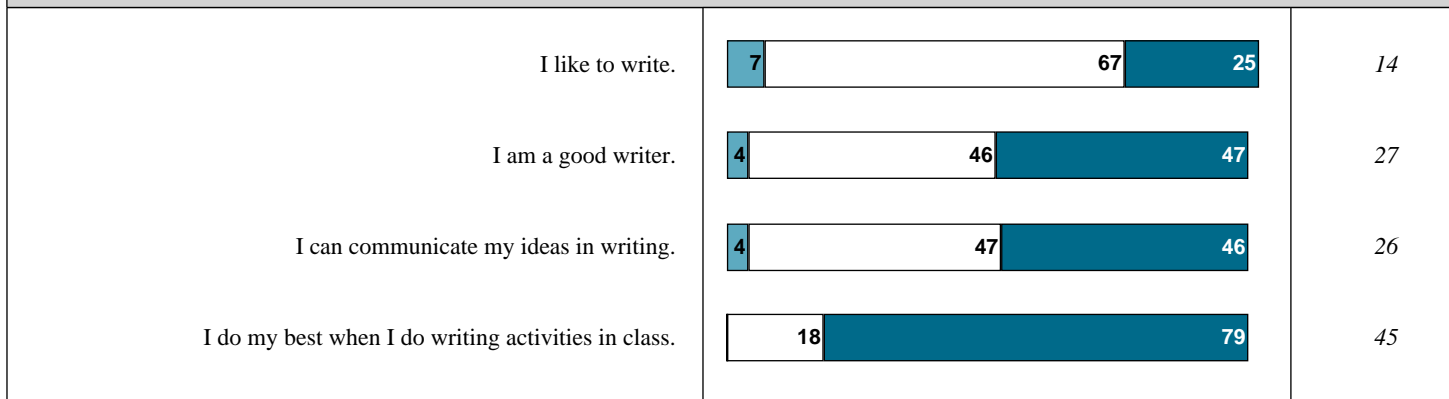 I like to write. 7 67 25 14
I am a good writer. 4 46 47 27
I can communicate my ideas in writing. 4 47 46 26
I do my best when I do writing activities in class. 18 79 45